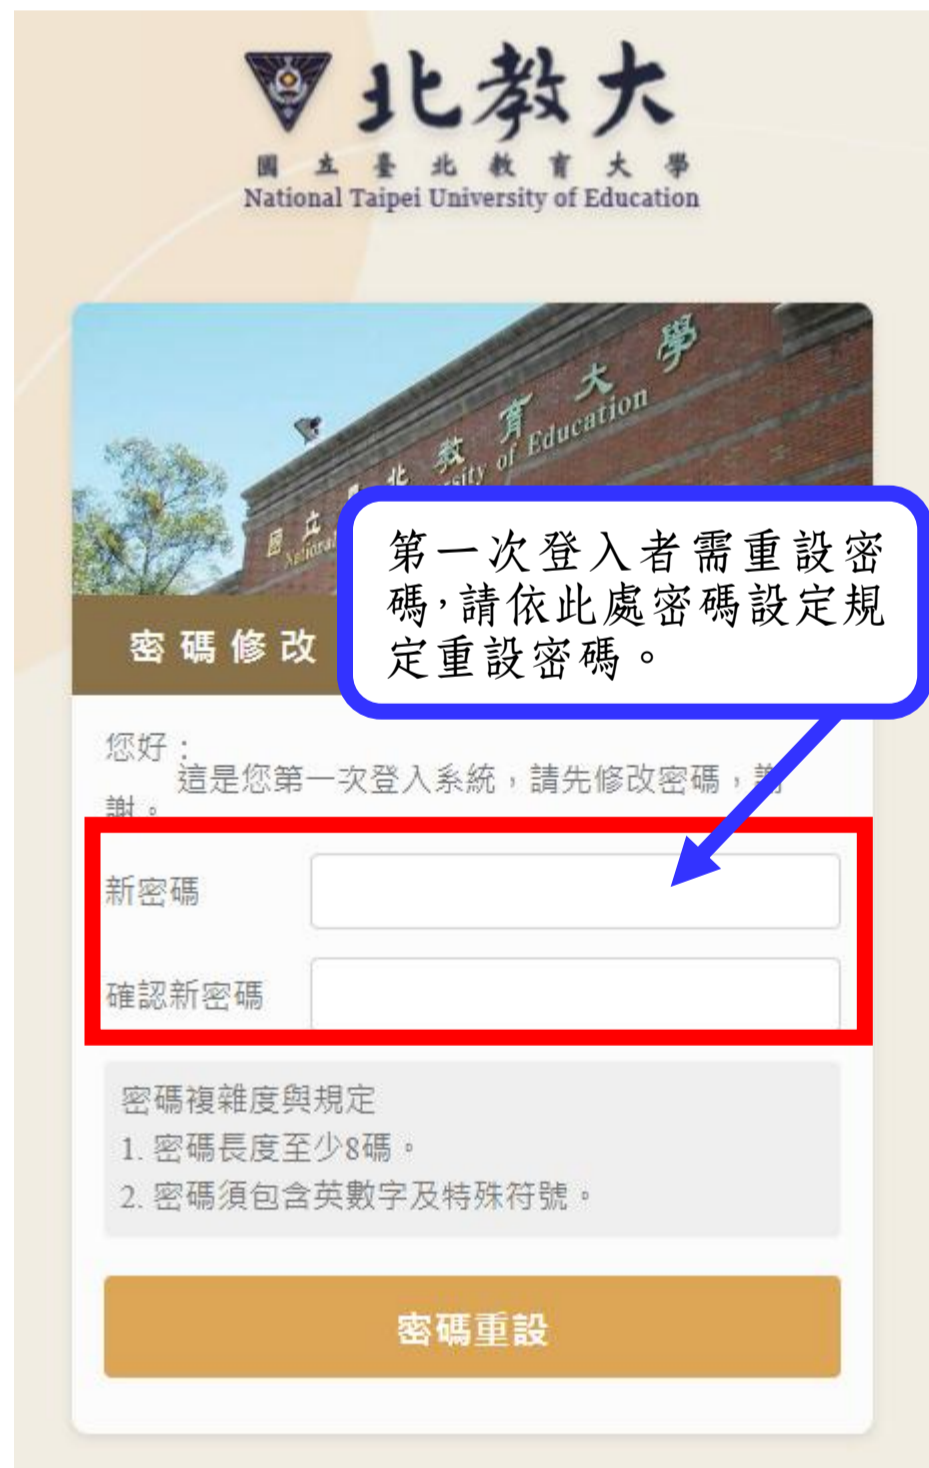 北教大
國立臺北教育大學
National Taipei University of Education
國立臺北教育大學
National
sity of Education
第一次登入者需重設密
碼，請依此處密碼設定規
定重設密碼。
密碼修改
您好：
這是您第一次登入系統，請先修改密碼，謝
謝。
新密碼
確認新密碼
密碼複雜度與規定
1. 密碼長度至少8碼。
2. 密碼須包含英數字及特殊符號。
密碼重設